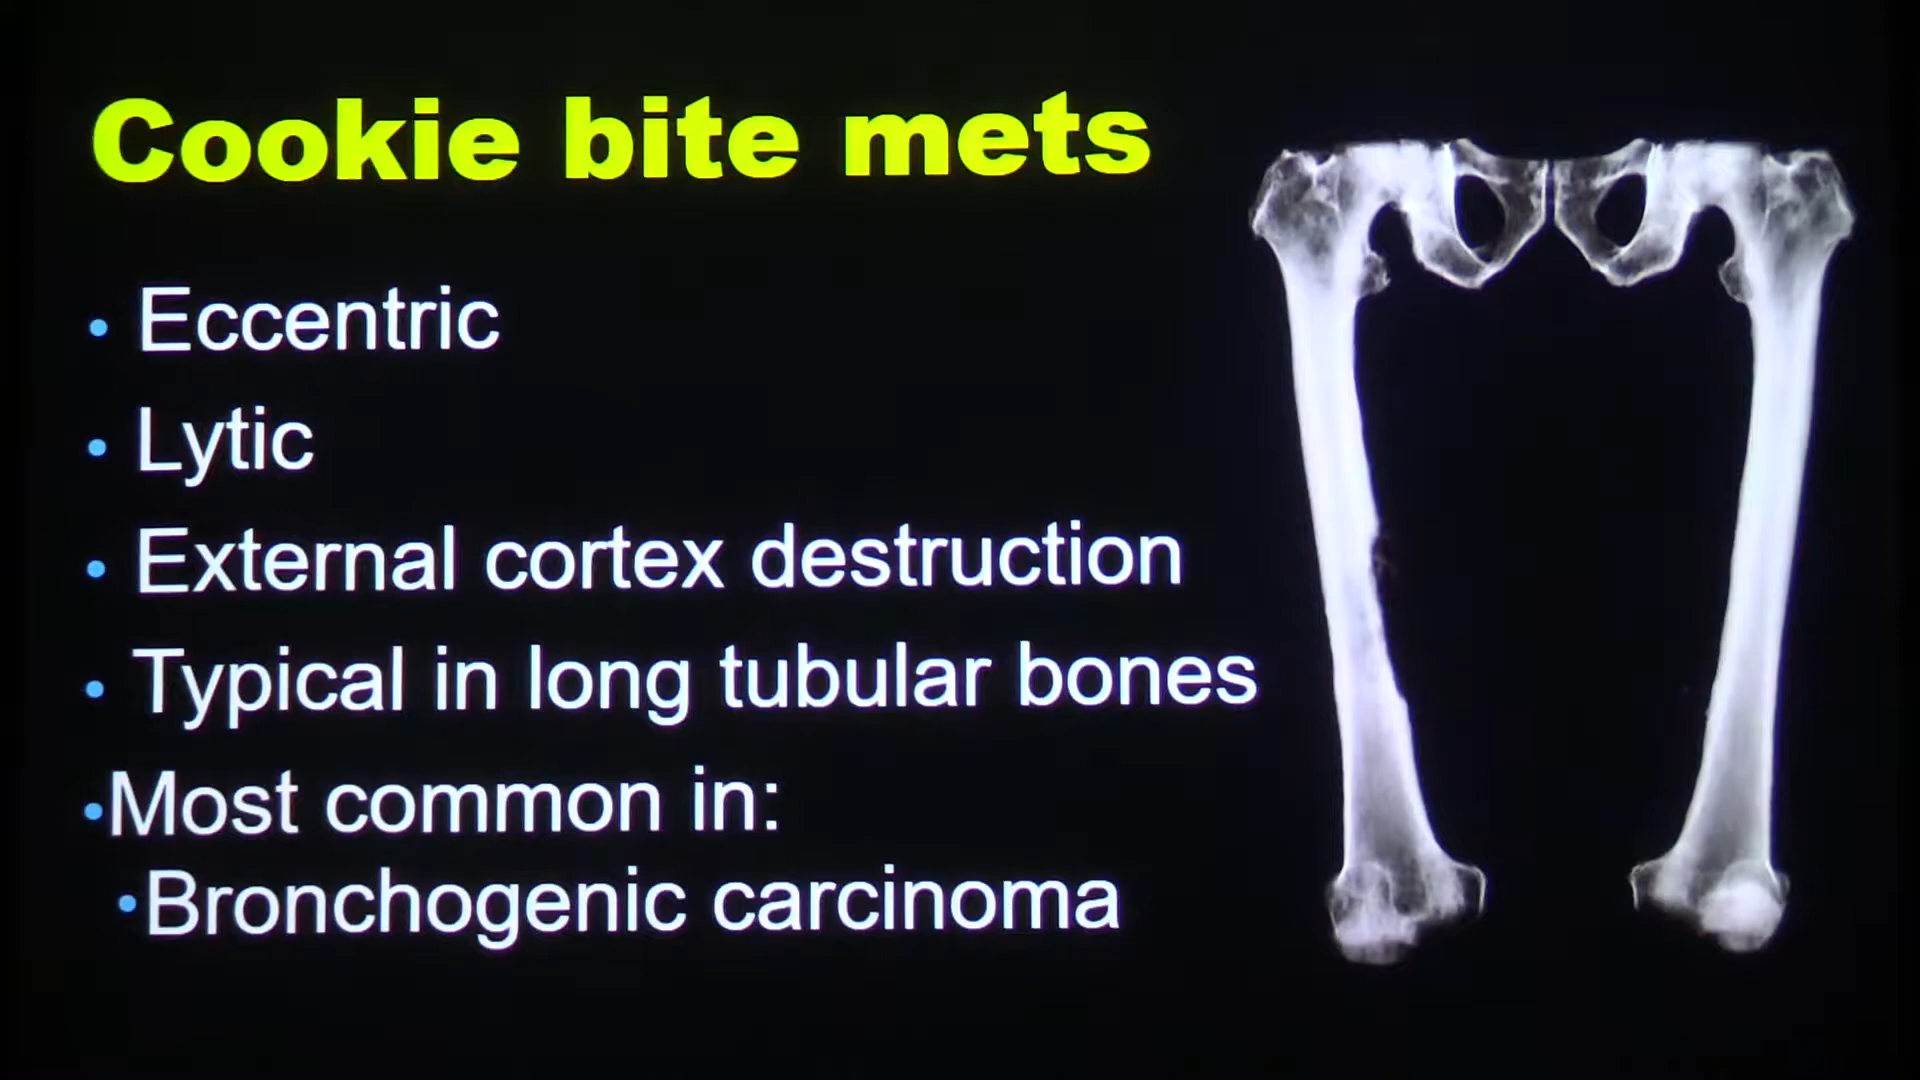 Cookie bite mets
• Eccentric
• Lytic
• External cortex destruction
• Typical in long tubular bones
•Most common in:
•Bronchogenic carcinoma